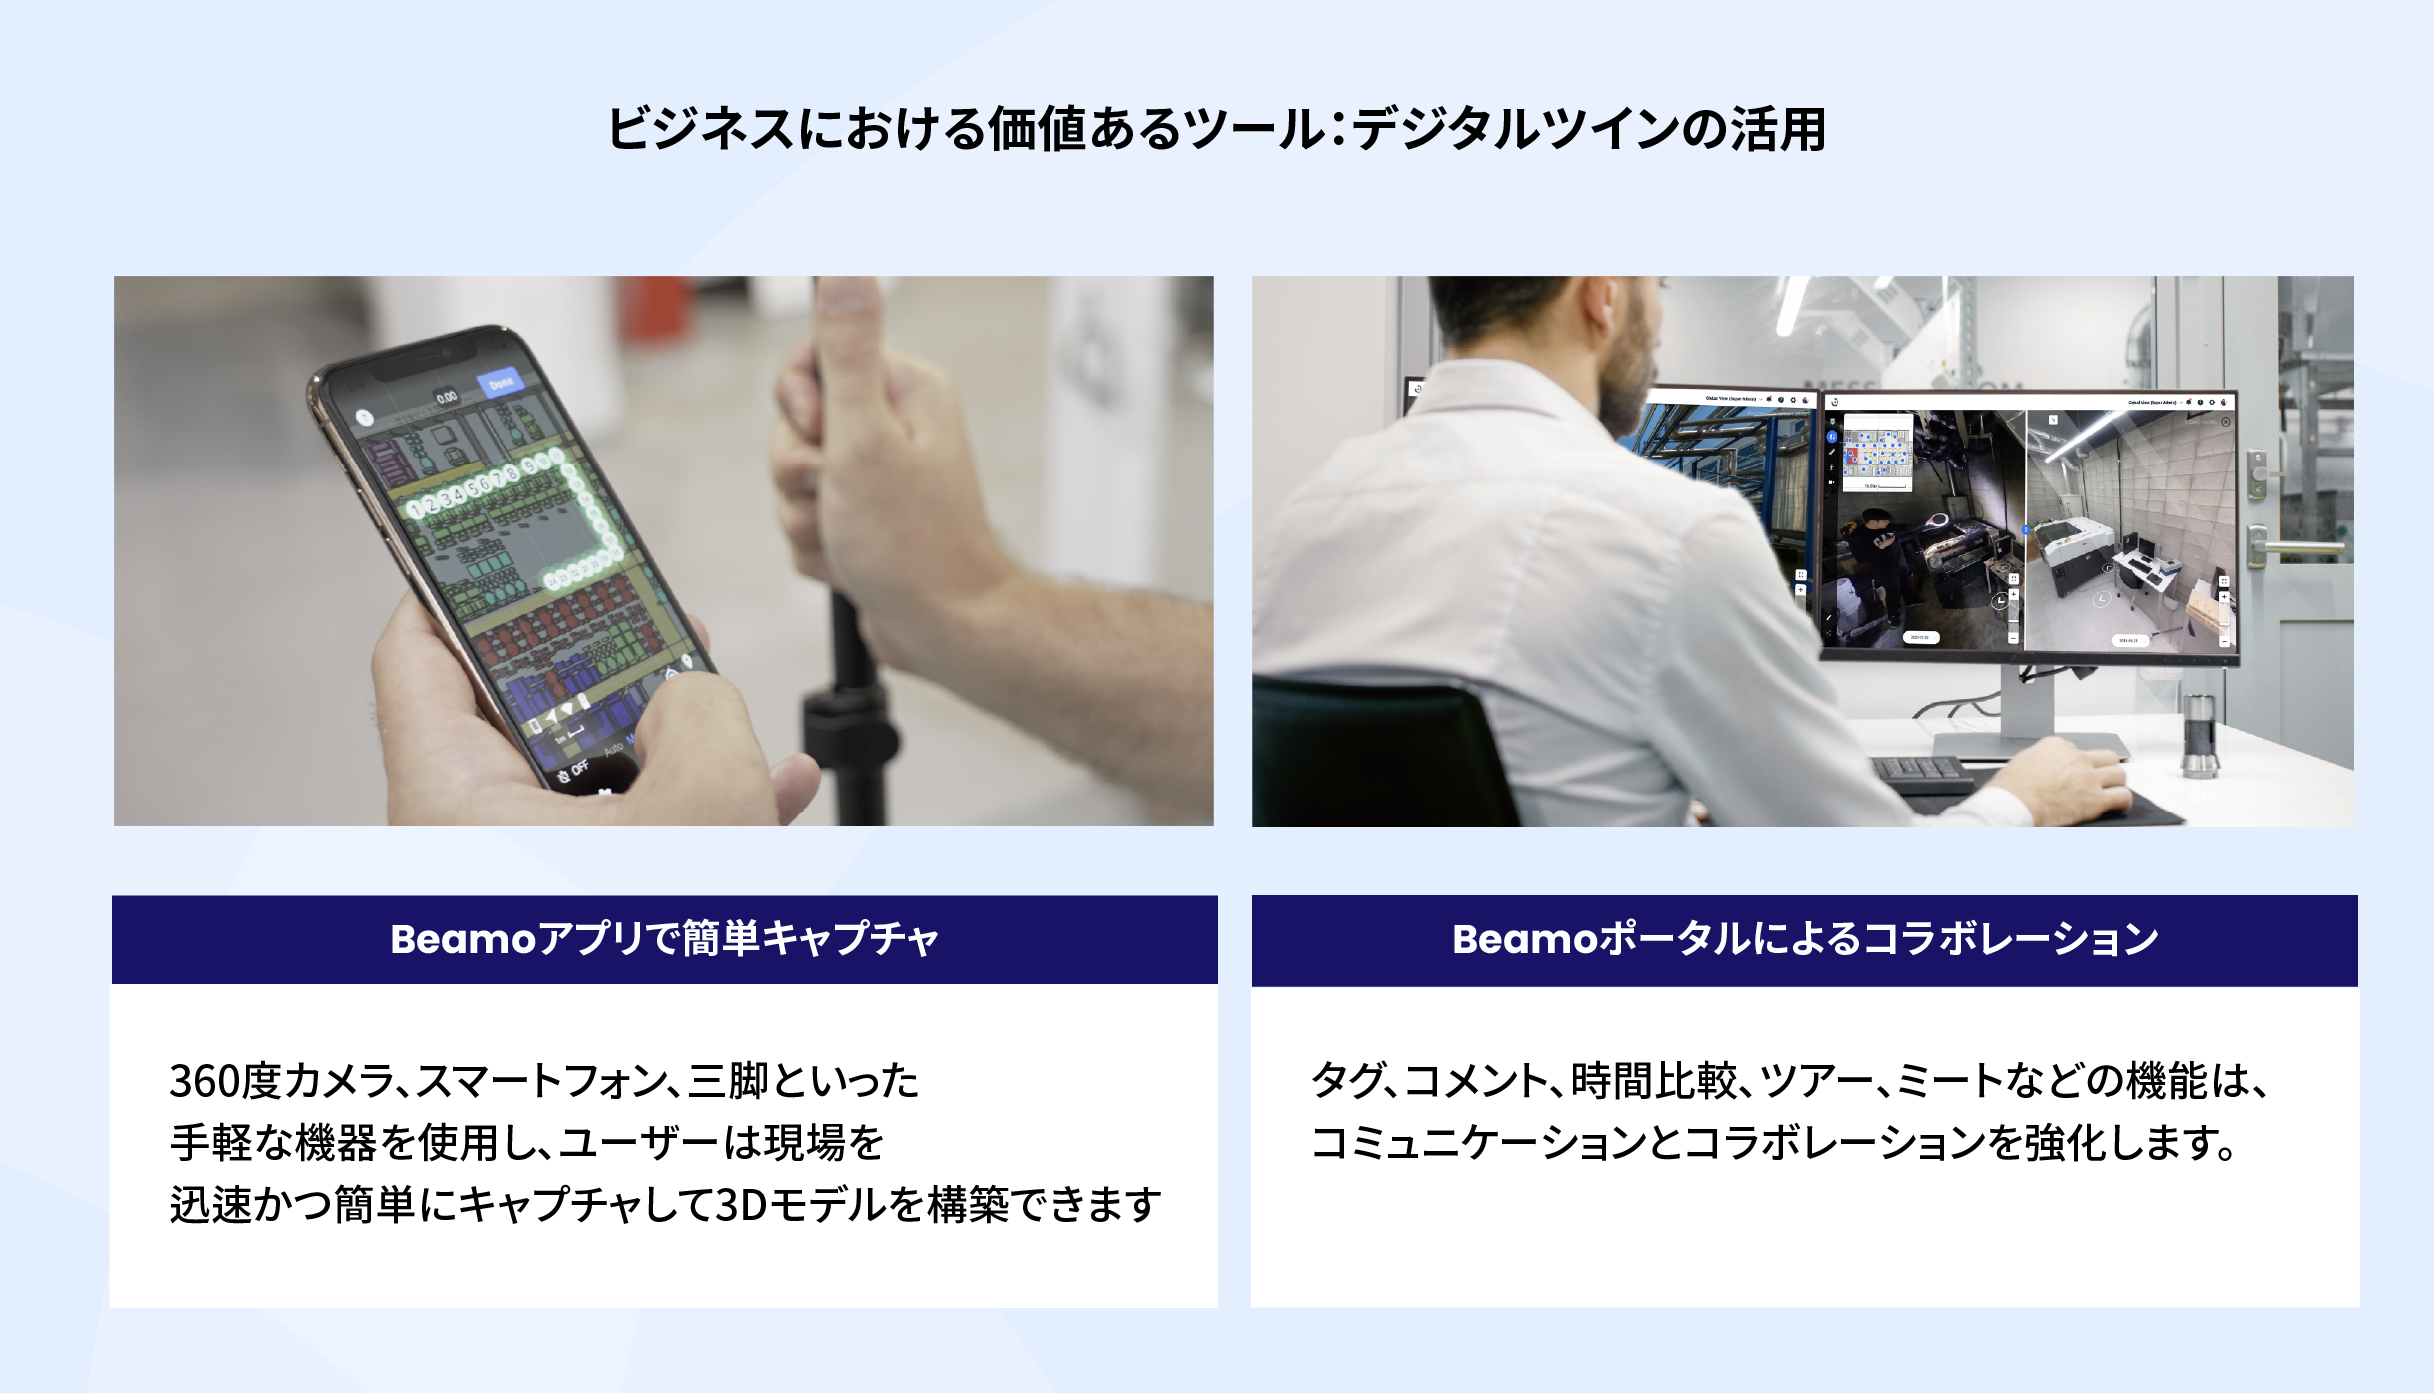 ビジネスにおける価値あるツール：デジタルツインの活用
Done
0.00
1 2 3 4 5 6 7 8 9
1m
Auto
OFF
Global View (Super Admin)
Global View (Super Admin)
Beamoアプリで簡単キャプチャ
360度カメラ、スマートフォン、三脚といった
手軽な機器を使用し、ユーザーは現場を
迅速かつ簡単にキャプチャして3Dモデルを構築できます
Beamoポータルによるコラボレーション
タグ、コメント、時間比較、ツアー、ミートなどの機能は、
コミュニケーションとコラボレーションを強化します。